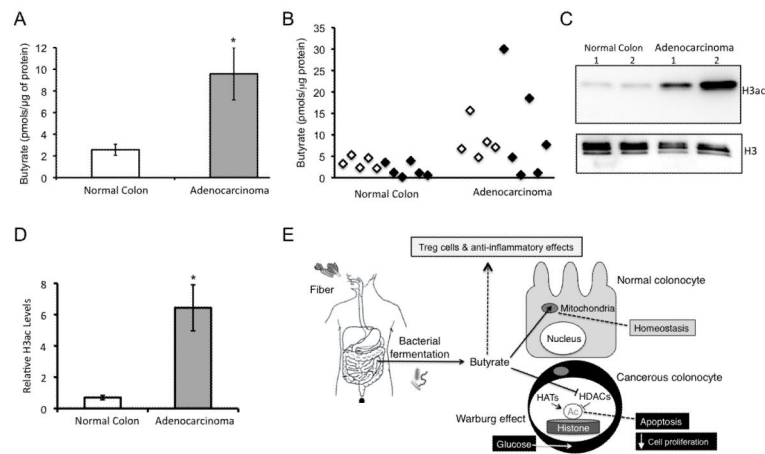 A
Butyrate (pmols/μg of protein)
12
10
8
6
4
2
0
*
Normal Colon
Adenocarcinoma
B
Butyrate (pmols/μg protein)
35
30
25
20
15
10
5
0
Normal Colon
Adenocarcinoma
C
Normal Colon Adenocarcinoma
1 2 1 2
H3ac
H3
D
Relative H3ac Levels
8
6
4
2
0
*
Normal Colon
Adenocarcinoma
E
Treg cells & anti-inflammatory effects
Fiber
Bacterial
fermentation
Butyrate
Normal colonocyte
Mitochondria
Homeostasis
Nucleus
Cancerous colonocyte
HATs
HDACs
Ac
Histone
Warburg effect
Glucose
Apoptosis
Cell proliferation